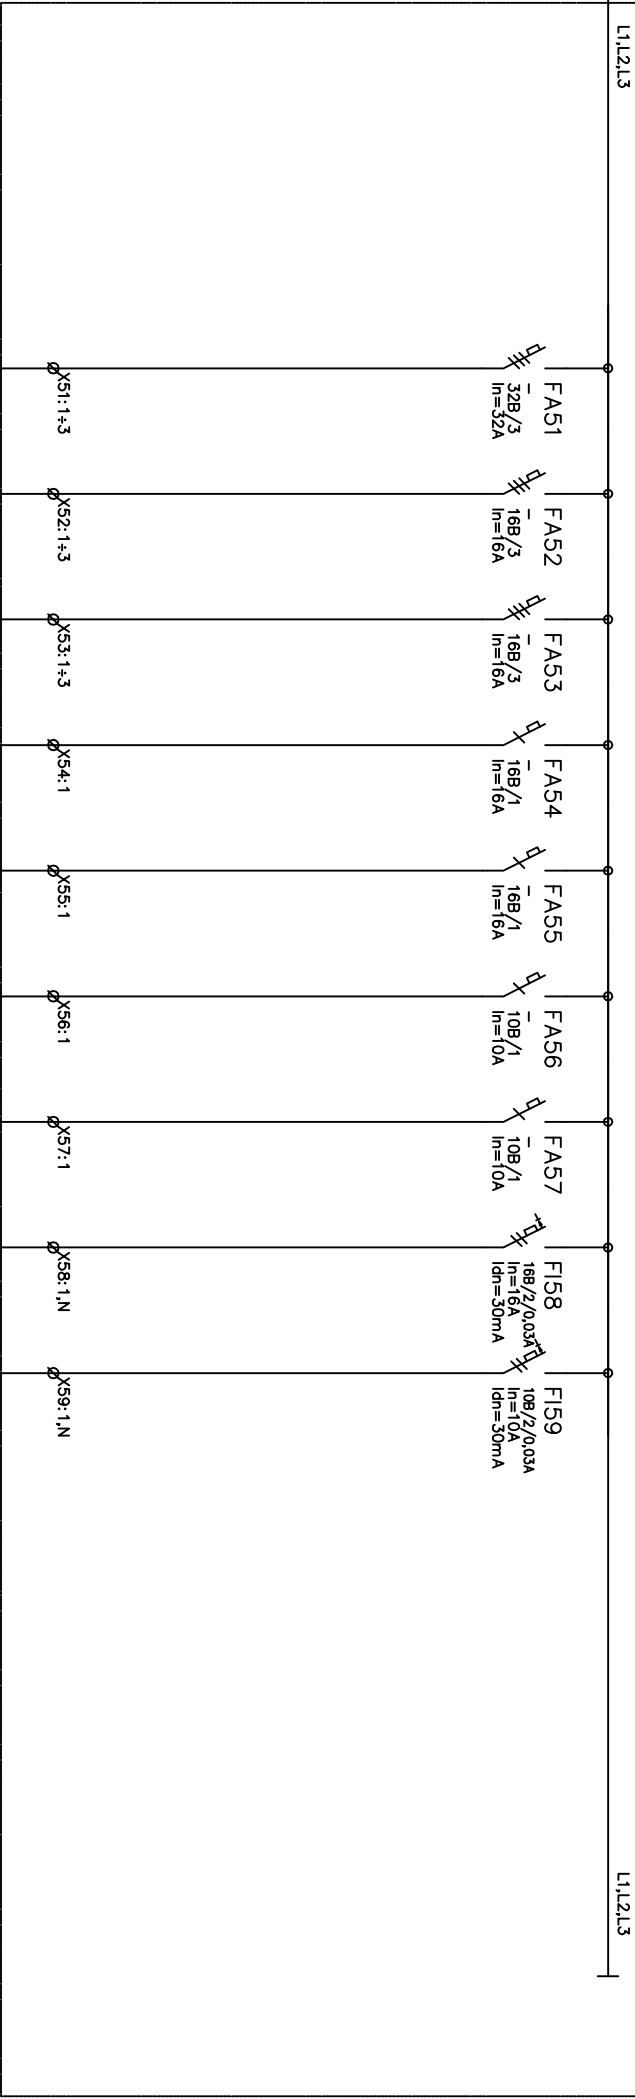 L1,L2,L3
L1,L2,L3
FA51
32B/3
In=32A
FA52
16B/3
In=16A
FA53
16B/3
In=16A
FA54
16B/1
In=16A
FA55
16B/1
In=16A
FA56
10B/1
In=10A
FA57
10B/1
In=10A
FI58
16B/2/0,03A
In=16A
Idn=30mA
FI59
10B/2/0,03A
In=10A
Idn=30mA
X51:1÷3
X52:1÷3
X53:1÷3
X54:1
X55:1
X56:1
X57:1
X58:1,N
X59:1,N